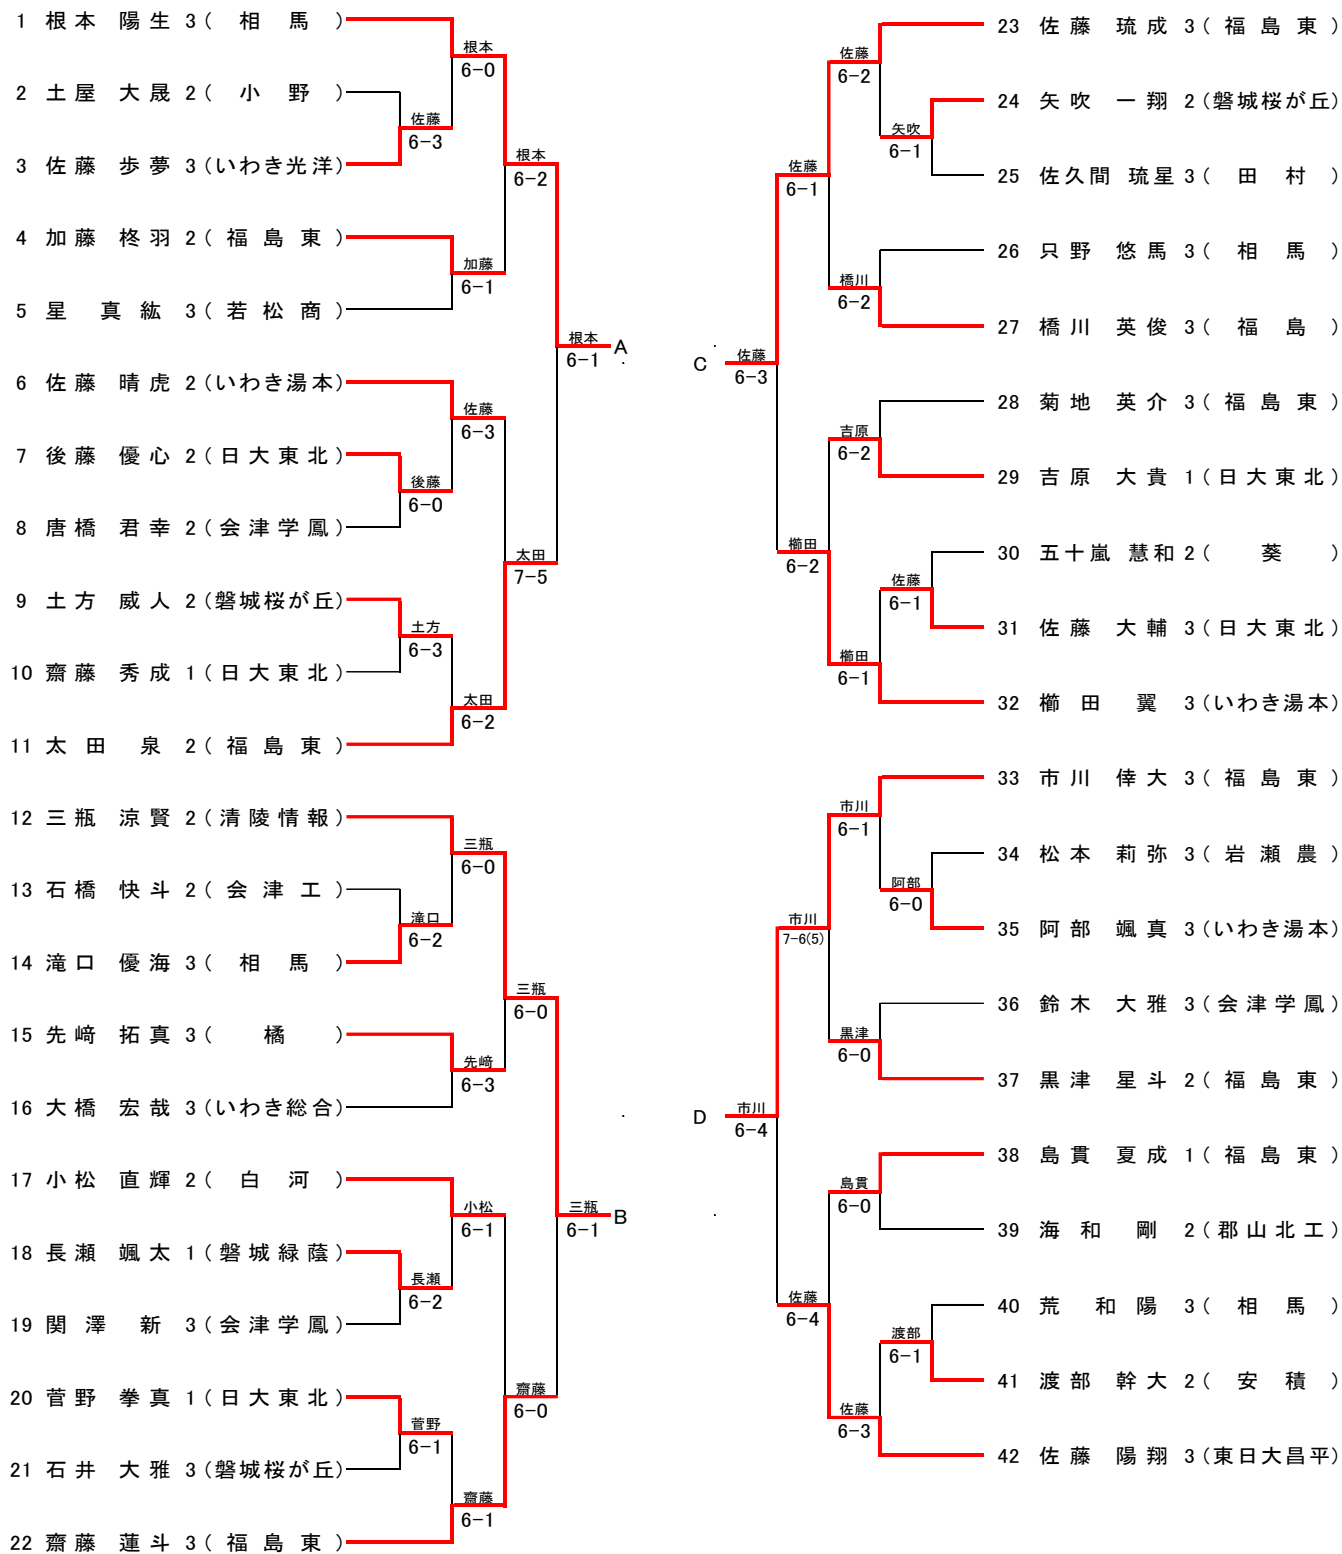 1 根本 陽生 3 ( 相馬 )
2 土屋 大晟 2 ( 小野 )
3 佐藤 歩夢 3 (いわき光洋)
4 加藤 柊羽 2 ( 福島東 )
5 星 真紘 3 ( 若松商 )
6 佐藤 晴虎 2 (いわき湯本)
7 後藤 優心 2 ( 日大東北 )
8 唐橋 君幸 2 ( 会津学鳳 )
9 土方 威人 2 (磐城桜が丘)
10 齋藤 秀成 1 ( 日大東北 )
11 太田 泉 2 ( 福島東 )
12 三瓶 涼賢 2 ( 清陵情報 )
13 石橋 快斗 2 ( 会津工 )
14 滝口 優海 3 ( 相馬 )
15 先﨑 拓真 3 ( 橘 )
16 大橋 宏哉 3 (いわき総合)
17 小松 直輝 2 ( 白河 )
18 長瀬 颯太 1 ( 磐城緑蔭 )
19 関澤 新 3 ( 会津学鳳 )
20 菅野 拳真 1 ( 日大東北 )
21 石井 大雅 3 (磐城桜が丘)
22 齋藤 蓮斗 3 ( 福島東 )
佐藤
6-3
後藤
6-0
土方
6-3
滝口
6-2
長瀬
6-2
菅野
6-1
根本
6-0
加藤
6-1
佐藤
6-3
太田
6-2
三瓶
6-0
先﨑
6-3
小松
6-1
齋藤
6-1
根本
6-2
太田
7-5
三瓶
6-0
齋藤
6-0
根本
6-1
A
三瓶
6-1
B
C
佐藤
6-3
D
市川
6-4
佐藤
6-1
櫛田
6-2
市川
7-6(5)
佐藤
6-4
佐藤
6-2
橋川
6-2
吉原
6-2
櫛田
6-1
市川
6-1
黒津
6-0
島貫
6-0
佐藤
6-3
矢吹
6-1
佐藤
6-1
阿部
6-0
渡部
6-1
23 佐藤 琉成 3 ( 福島東 )
24 矢吹 一翔 2 (磐城桜が丘)
25 佐久間 琉星 3 ( 田村 )
26 只野 悠馬 3 ( 相馬 )
27 橋川 英俊 3 ( 福島 )
28 菊地 英介 3 ( 福島東 )
29 吉原 大貴 1 ( 日大東北 )
30 五十嵐 慧和 2 ( 葵 )
31 佐藤 大輔 3 ( 日大東北 )
32 櫛田 翼 3 (いわき湯本)
33 市川 倖大 3 ( 福島東 )
34 松本 莉弥 3 ( 岩瀬農 )
35 阿部 颯真 3 (いわき湯本)
36 鈴木 大雅 3 ( 会津学鳳 )
37 黒津 星斗 2 ( 福島東 )
38 島貫 夏成 1 ( 福島東 )
39 海和 剛 2 ( 郡山北工 )
40 荒 和陽 3 ( 相馬 )
41 渡部 幹大 2 ( 安積 )
42 佐藤 陽翔 3 (東日大昌平)